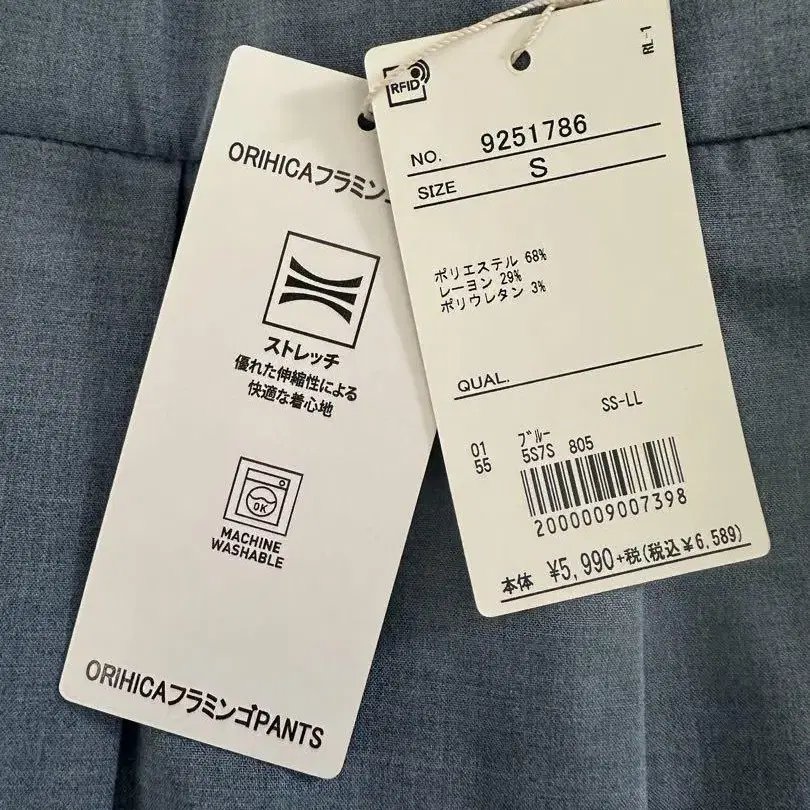 ORIHICAフラミンゴ
ストレッチ
優れた伸縮性による
快適な着心地
OK
MACHINE
WASHABLE
ORIHICAフラミンゴPANTS
RFID
RL-1
NO. 9251786
SIZE S
ポリエステル 68%
レーヨン 29%
ポリウレタン 3%
QUAL.
SS-LL
01 ブルー
55 5S7S 805
2000009007398
本体 ¥5,990+税(税込¥6,589)